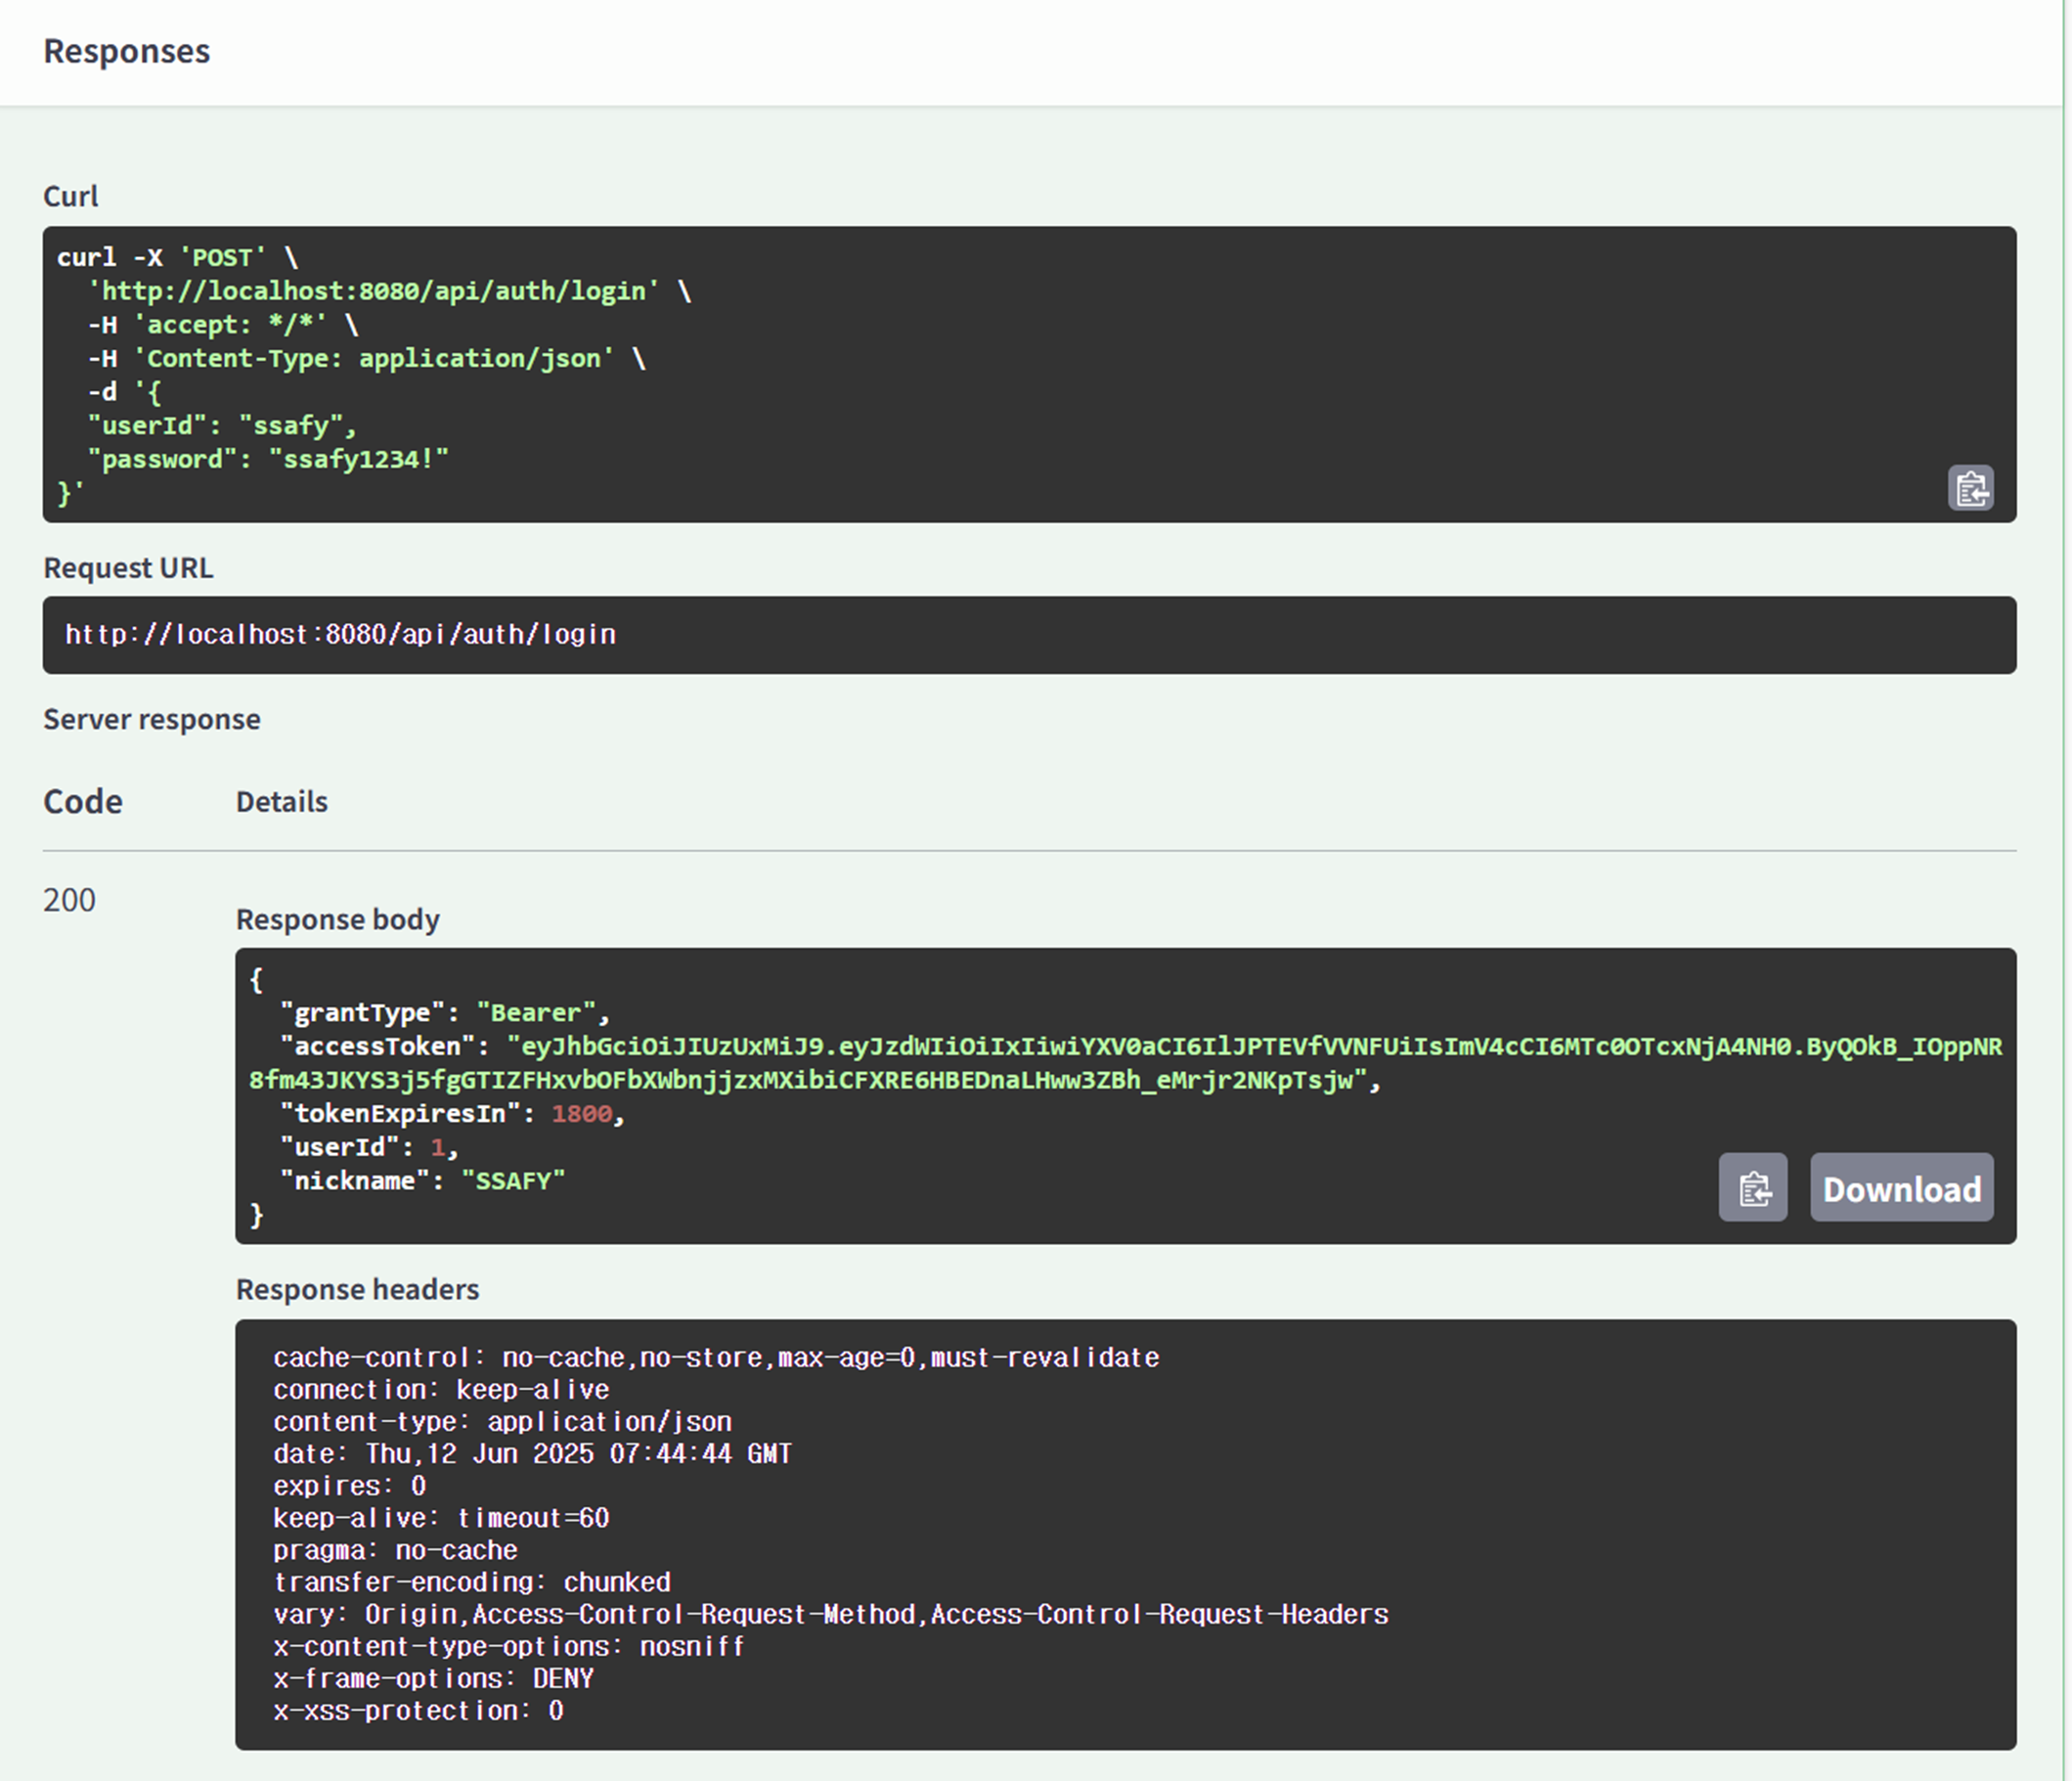 Responses
Curl
curl -X 'POST' \
  'http://localhost:8080/api/auth/login' \
  -H 'accept: */*' \
  -H 'Content-Type: application/json' \
  -d '{
  "userId": "ssafy",
  "password": "ssafy1234!"
}'
Request URL
http://localhost:8080/api/auth/login
Server response
Code Details
200
Response body
{
  "grantType": "Bearer",
  "accessToken": "eyJhbGciOiJIUzUxMiJ9.eyJzdWIiOiIxIiwiYXV0aCI6IlJPTEVfVVNFUiIsImV4cCI6MTc0OTcxNjA4NH0.ByQOkB_IOppNR
8fm43JKYS3j5fgGTIZFHxvbOFbXWbnjjzxMXibiCFXRE6HBEDnaLHww3ZBh_eMrjr2NKpTsjw",
  "tokenExpiresIn": 1800,
  "userId": 1,
  "nickname": "SSAFY"
}
Download
Response headers
cache-control: no-cache,no-store,max-age=0,must-revalidate
connection: keep-alive
content-type: application/json
date: Thu,12 Jun 2025 07:44:44 GMT
expires: 0
keep-alive: timeout=60
pragma: no-cache
transfer-encoding: chunked
vary: Origin,Access-Control-Request-Method,Access-Control-Request-Headers
x-content-type-options: nosniff
x-frame-options: DENY
x-xss-protection: 0